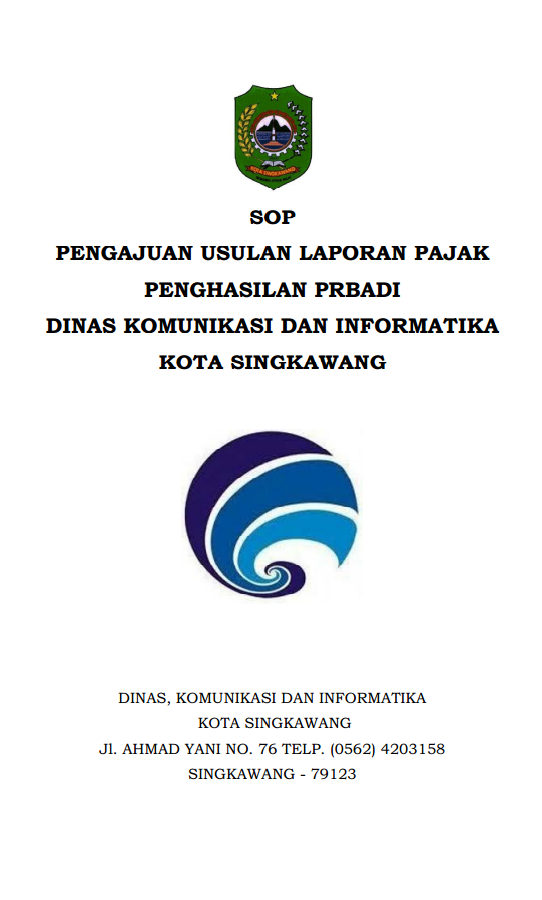 KOTA SINGKAWANG
SOP
PENGAJUAN USULAN LAPORAN PAJAK
PENGHASILAN PRBADI
DINAS KOMUNIKASI DAN INFORMATIKA
KOTA SINGKAWANG
DINAS, KOMUNIKASI DAN INFORMATIKA
KOTA SINGKAWANG
Jl. AHMAD YANI NO. 76 TELP. (0562) 4203158
SINGKAWANG - 79123